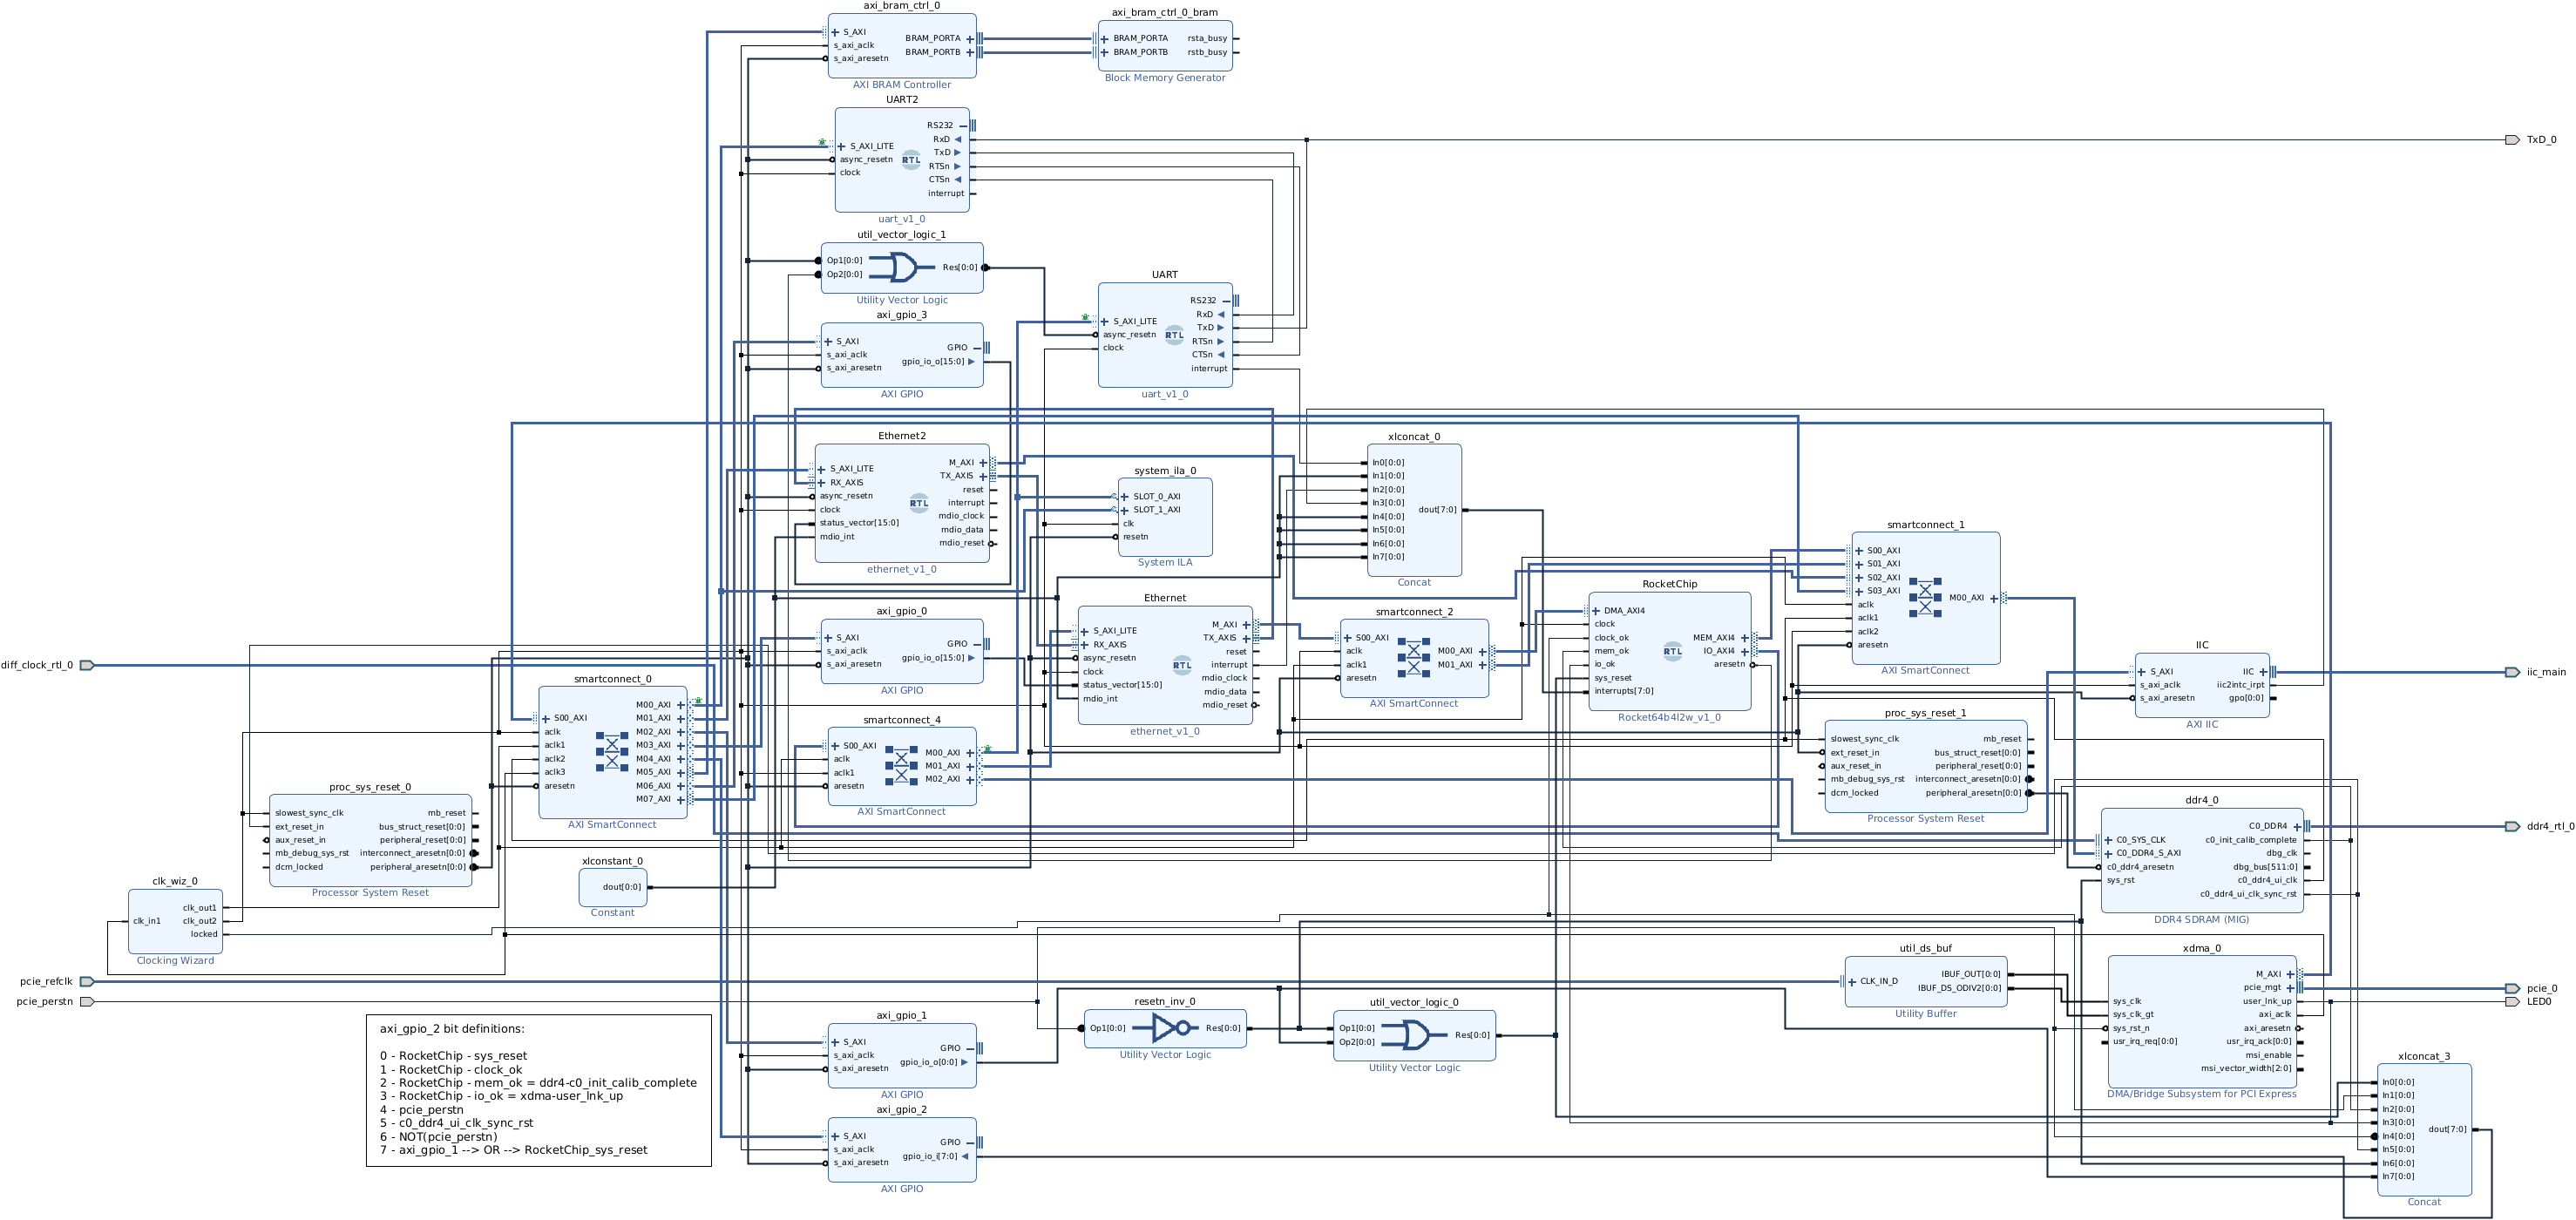 axi_bram_ctrl_0
S_AXI
s_axi_aclk
s_axi_aresetn
BRAM_PORTA
BRAM_PORTB
AXI BRAM Controller
axi_bram_ctrl_0_bram
BRAM_PORTA
BRAM_PORTB
rsta_busy
rstb_busy
Block Memory Generator
UART2
S_AXI_LITE
async_resetn
clock
RTL
RS232
RxD
TxD
RTSn
CTSn
interrupt
uart_v1_0
TxD_0
util_vector_logic_1
Op1[0:0]
Op2[0:0]
Res[0:0]
Utility Vector Logic
UART
S_AXI_LITE
async_resetn
clock
RTL
RS232
RxD
TxD
RTSn
CTSn
interrupt
uart_v1_0
axi_gpio_3
S_AXI
s_axi_aclk
s_axi_aresetn
GPIO
gpio_io_o[15:0]
AXI GPIO
Ethernet2
S_AXI_LITE
RX_AXIS
async_resetn
clock
status_vector[15:0]
mdio_int
RTL
M_AXI
TX_AXIS
reset
interrupt
mdio_clock
mdio_data
mdio_reset
ethernet_v1_0
system_ila_0
SLOT_0_AXI
SLOT_1_AXI
clk
resetn
System ILA
xlconcat_0
In0[0:0]
In1[0:0]
In2[0:0]
In3[0:0]
In4[0:0]
In5[0:0]
In6[0:0]
In7[0:0]
dout[7:0]
Concat
smartconnect_1
S00_AXI
S01_AXI
S02_AXI
S03_AXI
aclk
aclk1
aclk2
aresetn
M00_AXI
AXI SmartConnect
RocketChip
DMA_AXI4
clock
clock_ok
mem_ok
io_ok
sys_reset
interrupts[7:0]
RTL
MEM_AXI4
IO_AXI4
aresetn
Rocket64b4l2w_v1_0
Ethernet
S_AXI_LITE
RX_AXIS
async_resetn
clock
status_vector[15:0]
mdio_int
RTL
M_AXI
TX_AXIS
reset
interrupt
mdio_clock
mdio_data
mdio_reset
ethernet_v1_0
smartconnect_2
S00_AXI
aclk
aclk1
aresetn
M00_AXI
M01_AXI
AXI SmartConnect
axi_gpio_0
S_AXI
s_axi_aclk
s_axi_aresetn
GPIO
gpio_io_o[15:0]
AXI GPIO
IIC
S_AXI
s_axi_aclk
s_axi_aresetn
IIC
iic2intc_irpt
gpo[0:0]
AXI IIC
iic_main
diff_clock_rtl_0
smartconnect_0
S00_AXI
aclk
aclk1
aclk2
aclk3
aresetn
M00_AXI
M01_AXI
M02_AXI
M03_AXI
M04_AXI
M05_AXI
M06_AXI
M07_AXI
AXI SmartConnect
smartconnect_4
S00_AXI
aclk
aclk1
aresetn
M00_AXI
M01_AXI
M02_AXI
AXI SmartConnect
proc_sys_reset_1
slowest_sync_clk
ext_reset_in
aux_reset_in
mb_debug_sys_rst
dcm_locked
mb_reset
bus_struct_reset[0:0]
peripheral_reset[0:0]
interconnect_aresetn[0:0]
peripheral_aresetn[0:0]
Processor System Reset
proc_sys_reset_0
slowest_sync_clk
ext_reset_in
aux_reset_in
mb_debug_sys_rst
dcm_locked
mb_reset
bus_struct_reset[0:0]
peripheral_reset[0:0]
interconnect_aresetn[0:0]
peripheral_aresetn[0:0]
Processor System Reset
ddr4_0
C0_SYS_CLK
C0_DDR4_S_AXI
c0_ddr4_aresetn
sys_rst
C0_DDR4
c0_init_calib_complete
dbg_clk
dbg_bus[511:0]
c0_ddr4_ui_clk
c0_ddr4_ui_clk_sync_rst
DDR4 SDRAM (MIG)
ddr4_rtl_0
xlconstant_0
dout[0:0]
Constant
clk_wiz_0
clk_in1
clk_out1
clk_out2
locked
Clocking Wizard
pcie_refclk
pcie_perstn
util_ds_buf
CLK_IN_D
IBUF_OUT[0:0]
IBUF_DS_ODIV2[0:0]
Utility Buffer
xdma_0
sys_clk
sys_clk_gt
sys_rst_n
usr_irq_req[0:0]
M_AXI
pcie_mgt
user_lnk_up
axi_aclk
axi_aresetn
usr_irq_ack[0:0]
msi_enable
msi_vector_width[2:0]
DMA/Bridge Subsystem for PCI Express
pcie_0
LED0
resetn_inv_0
Op1[0:0]
Res[0:0]
Utility Vector Logic
util_vector_logic_0
Op1[0:0]
Op2[0:0]
Res[0:0]
Utility Vector Logic
axi_gpio_2 bit definitions:
0 - RocketChip - sys_reset
1 - RocketChip - clock_ok
2 - RocketChip - mem_ok = ddr4-c0_init_calib_complete
3 - RocketChip - io_ok = xdma-user_lnk_up
4 - pcie_perstn
5 - c0_ddr4_ui_clk_sync_rst
6 - NOT(pcie_perstn)
7 - axi_gpio_1 --> OR --> RocketChip_sys_reset
axi_gpio_1
S_AXI
s_axi_aclk
s_axi_aresetn
GPIO
gpio_io_o[0:0]
AXI GPIO
axi_gpio_2
S_AXI
s_axi_aclk
s_axi_aresetn
GPIO
gpio_io_i[7:0]
AXI GPIO
xlconcat_3
In0[0:0]
In1[0:0]
In2[0:0]
In3[0:0]
In4[0:0]
In5[0:0]
In6[0:0]
In7[0:0]
dout[7:0]
Concat